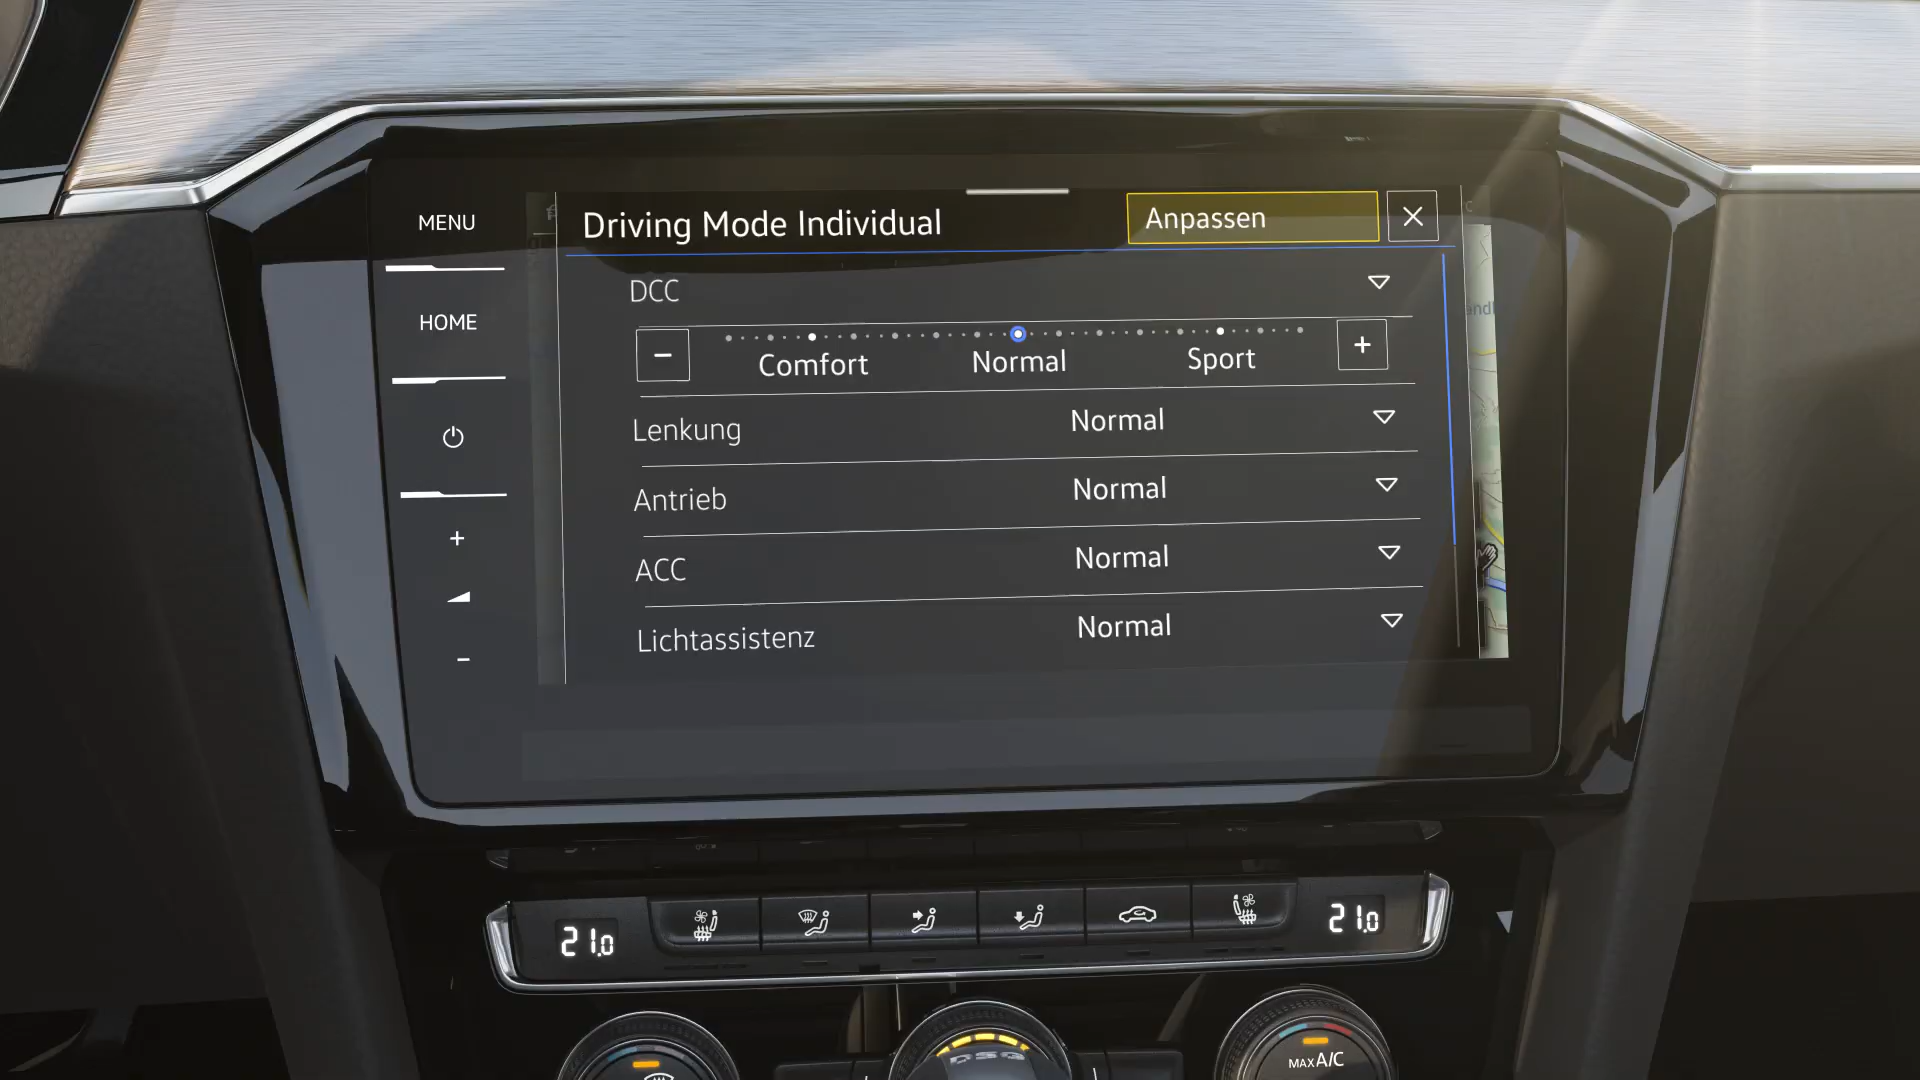 MENU
HOME
Driving Mode Individual
Anpassen
DCC
Comfort
Normal
Sport
Lenkung
Normal
Antrieb
Normal
ACC
Normal
Lichtassistenz
Normal
21.0
21.0
DSG
MAX A/C